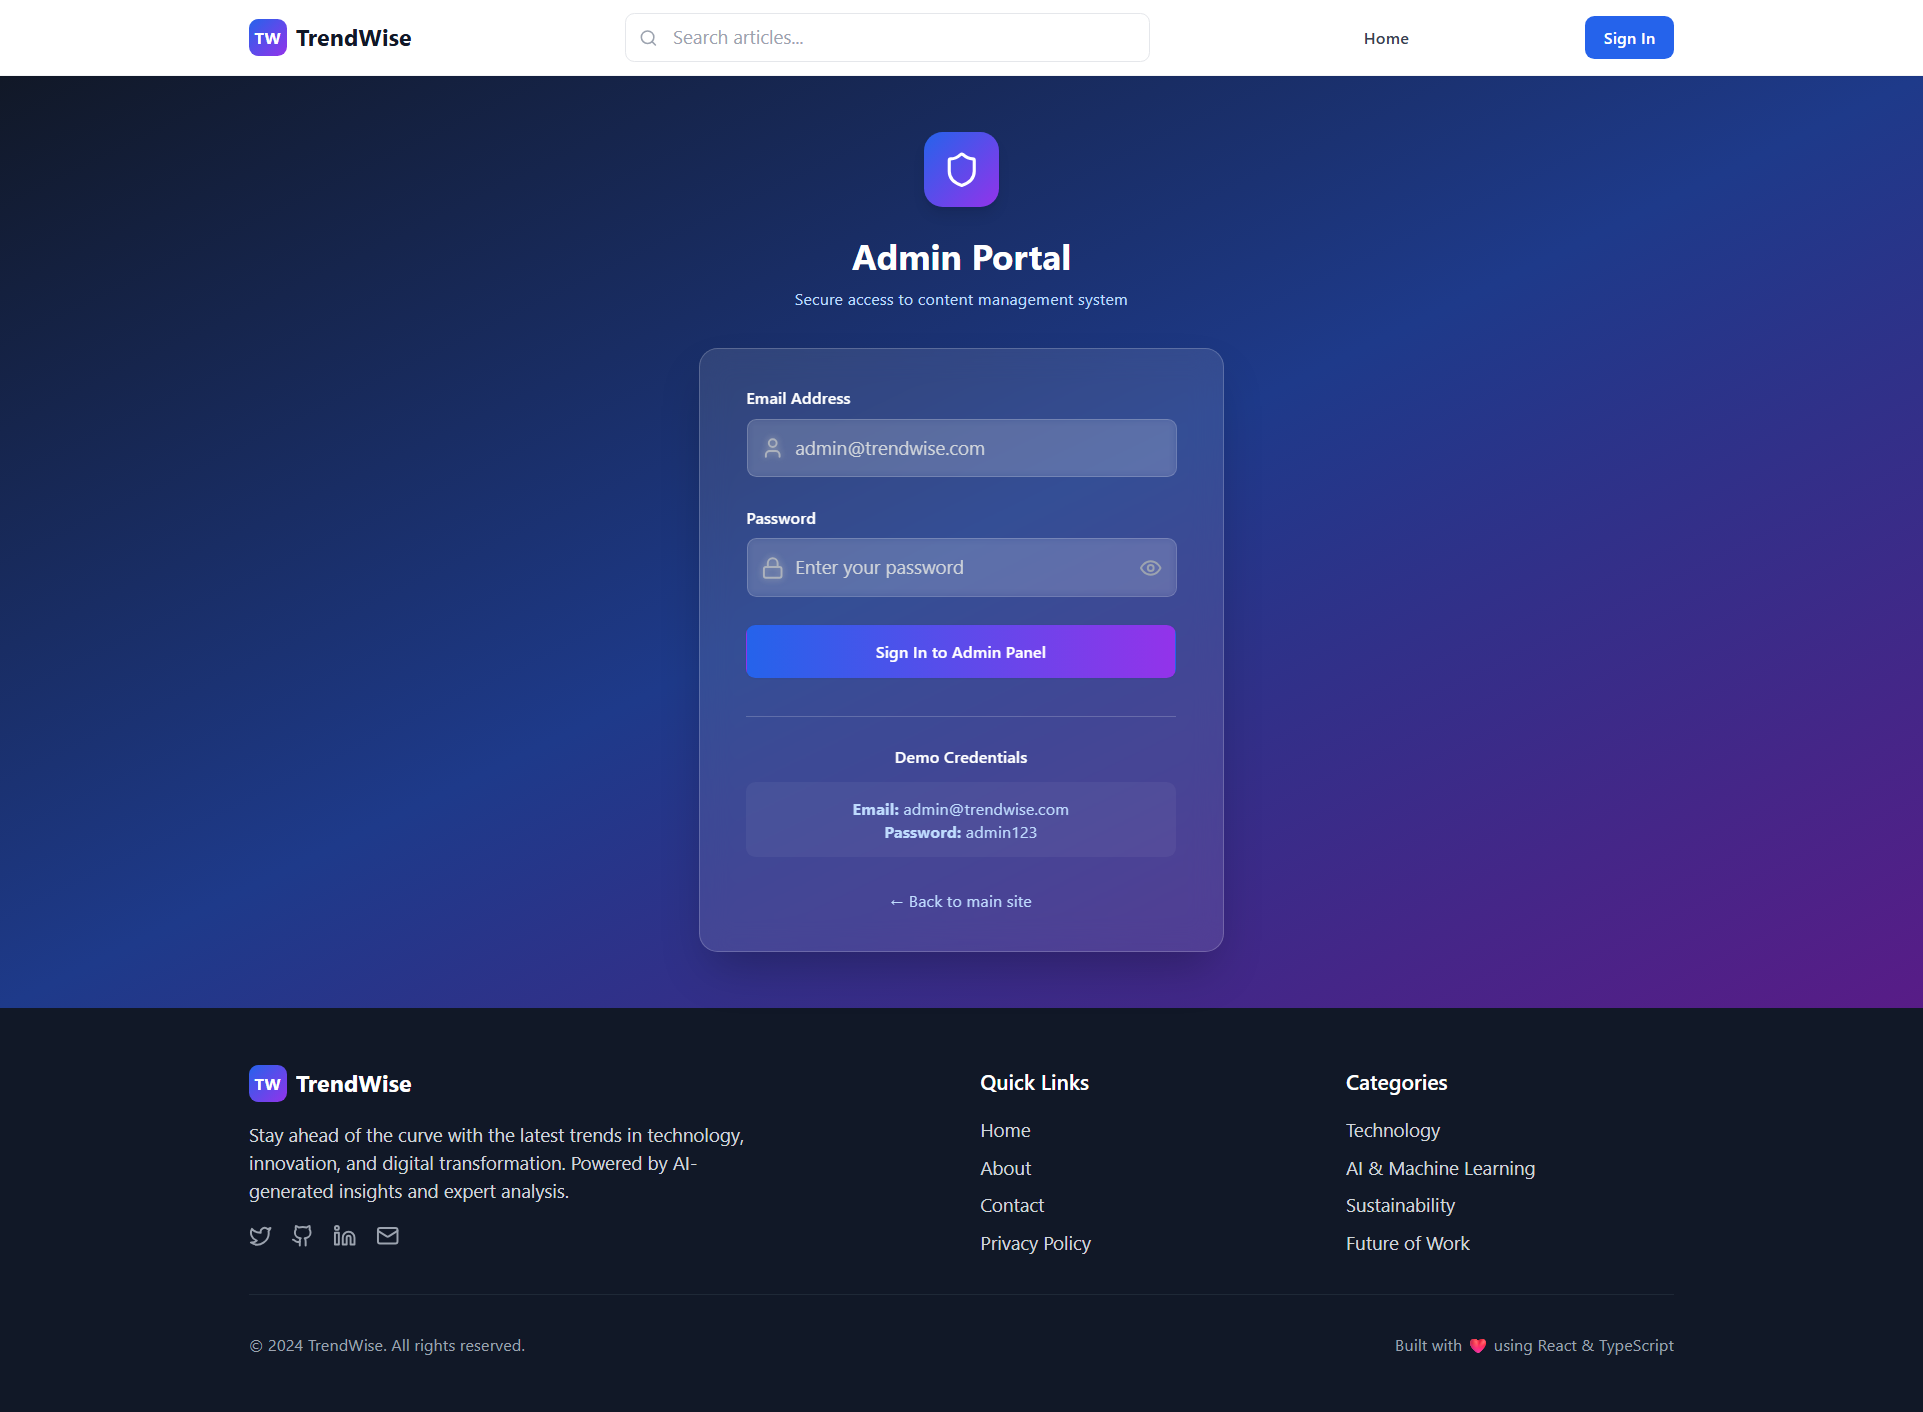 TW TrendWise
Search articles...
Home
Sign In
Admin Portal
Secure access to content management system
Email Address
admin@trendwise.com
Password
Enter your password
Sign In to Admin Panel
Demo Credentials
Email: admin@trendwise.com
Password: admin123
← Back to main site
TW TrendWise
Stay ahead of the curve with the latest trends in technology,
innovation, and digital transformation. Powered by AI-
generated insights and expert analysis.
Quick Links
Home
About
Contact
Privacy Policy
Categories
Technology
AI & Machine Learning
Sustainability
Future of Work
© 2024 TrendWise. All rights reserved.
Built with ❤️ using React & TypeScript